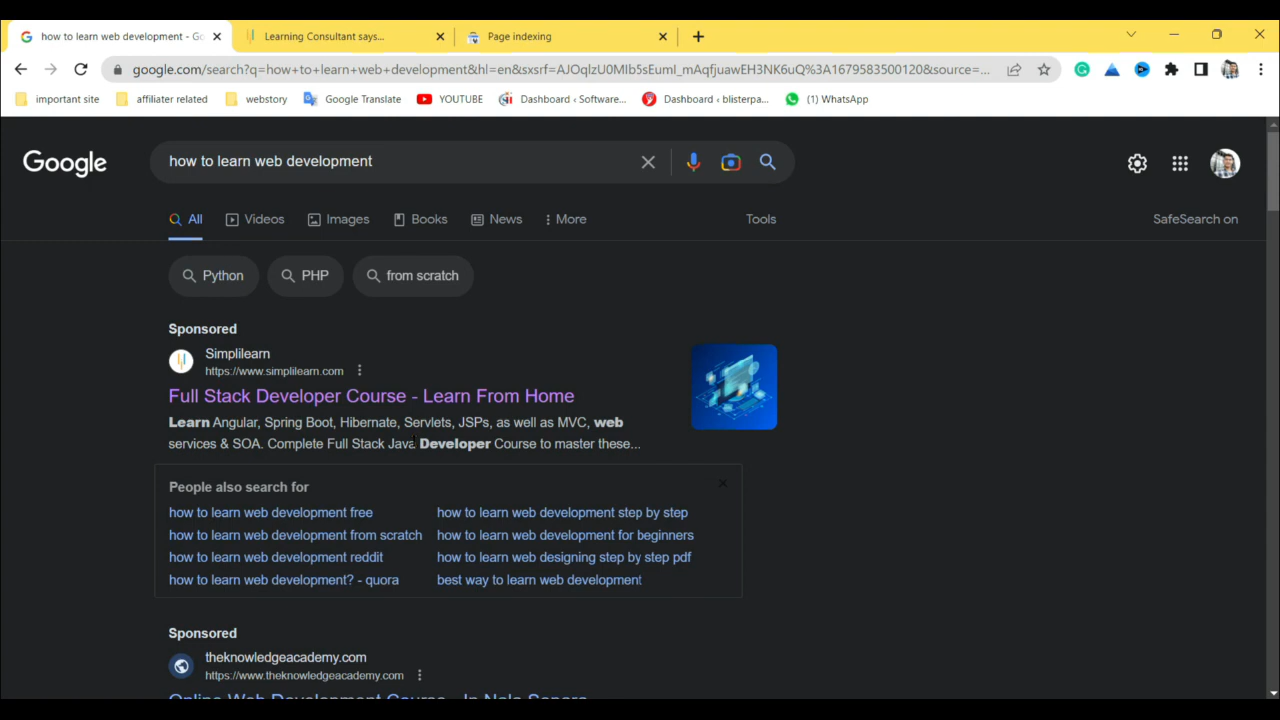 how to learn web development - Go
Learning Consultant says...
Page indexing
google.com/search?q=how+to+learn+web+development&hl=en&sxsrf=AJOqlzU0MIb5sEumI_mAqfjuawEH3NK6uQ%3A1679583500120&source=...
important site
affiliater related
webstory
Google Translate
YOUTUBE
Dashboard ‹ Software...
Dashboard ‹ blisterpa...
(1) WhatsApp
Google
how to learn web development
All
Videos
Images
Books
News
More
Tools
SafeSearch on
Python
PHP
from scratch
Sponsored
Simplilearn
https://www.simplilearn.com
Full Stack Developer Course - Learn From Home
Learn Angular, Spring Boot, Hibernate, Servlets, JSPs, as well as MVC, web
services & SOA. Complete Full Stack Java Developer Course to master these...
People also search for
how to learn web development free
how to learn web development step by step
how to learn web development from scratch
how to learn web development for beginners
how to learn web development reddit
how to learn web designing step by step pdf
how to learn web development? - quora
best way to learn web development
Sponsored
theknowledgeacademy.com
https://www.theknowledgeacademy.com
Online Web Development Course - In Nala Sopara